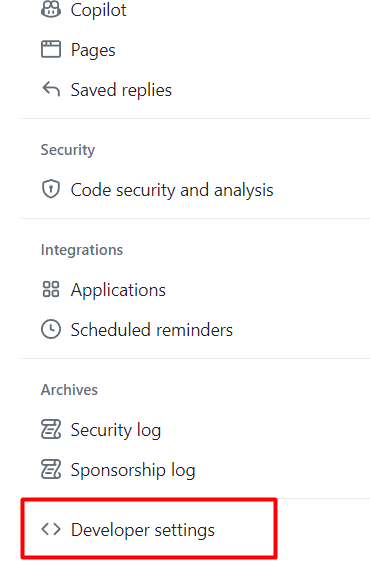 Copilot
Pages
Saved replies
Security
Code security and analysis
Integrations
Applications
Scheduled reminders
Archives
Security log
Sponsorship log
Developer settings